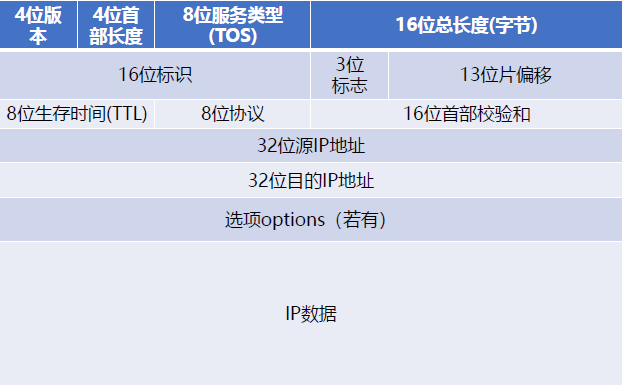 4位版
本
4位首
部长度
8位服务类型
(TOS)
16位总长度(字节)
16位标识
3位
标志
13位片偏移
8位生存时间(TTL)
8位协议
16位首部校验和
32位源IP地址
32位目的IP地址
选项options（若有）
IP数据